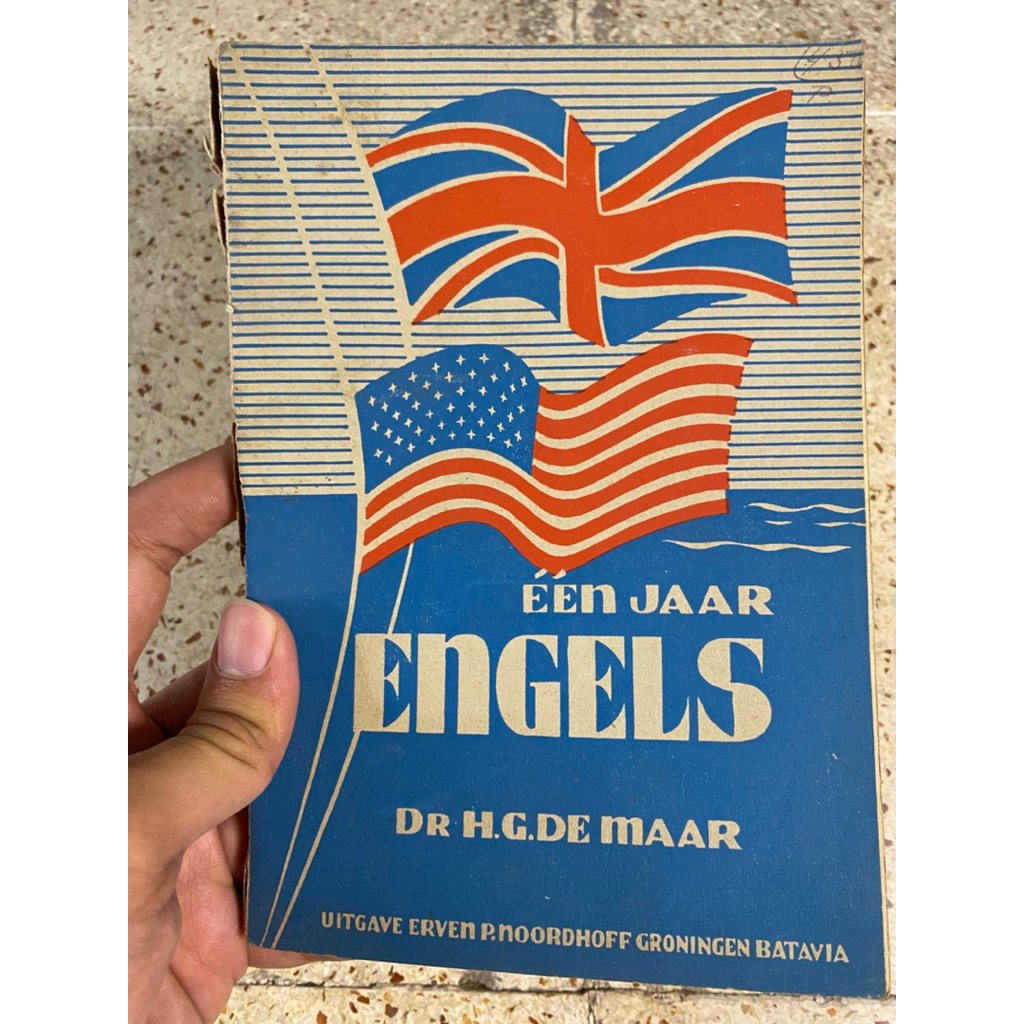 ÉÉN JAAR
ENGELS
DR H.G. DE MAAR
UITGAVE ERVEN P. NOORDHOFF GRONINGEN BATAVIA